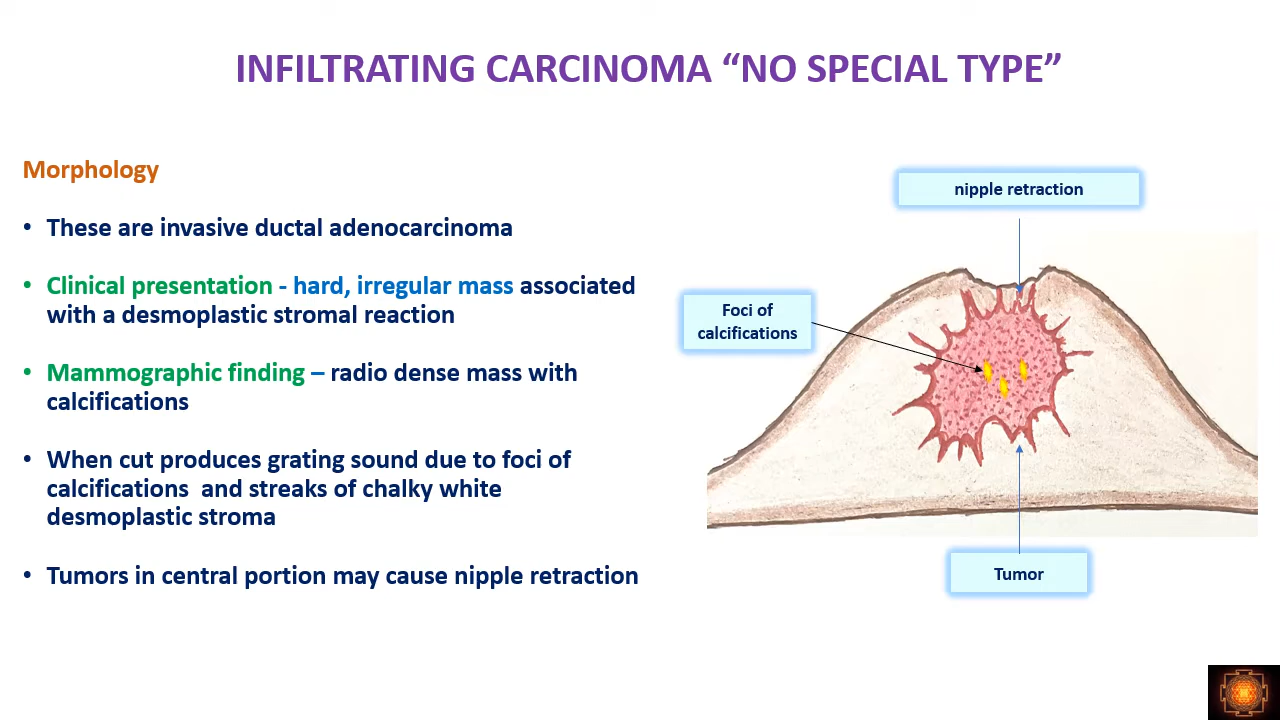 INFILTRATING CARCINOMA “NO SPECIAL TYPE”
Morphology
• These are invasive ductal adenocarcinoma
• Clinical presentation - hard, irregular mass associated
with a desmoplastic stromal reaction
• Mammographic finding – radio dense mass with
calcifications
• When cut produces grating sound due to foci of
calcifications  and streaks of chalky white
desmoplastic stroma
• Tumors in central portion may cause nipple retraction
nipple retraction
Foci of
calcifications
Tumor